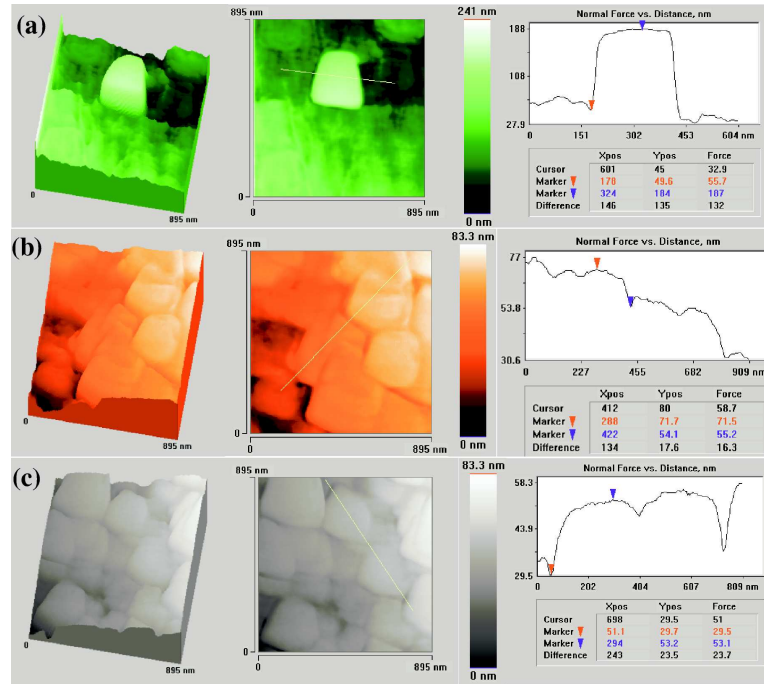 (a)
895 nm
0
0
895 nm
0
895 nm
241 nm
0 nm
Normal Force vs. Distance, nm
188
108
27.9
0 151 302 453 604 nm
Xpos Ypos Force
Cursor 601 45 32.9
Marker 178 49.6 55.7
Marker 324 184 187
Difference 146 135 132
(b)
895 nm
0
0
895 nm
0
895 nm
83.3 nm
0 nm
Normal Force vs. Distance, nm
77
53.8
30.6
0 227 455 682 909 nm
Xpos Ypos Force
Cursor 412 80 58.7
Marker 288 71.7 71.5
Marker 422 54.1 55.2
Difference 134 17.6 16.3
(c)
895 nm
0
0
895 nm
0
895 nm
83.3 nm
0 nm
Normal Force vs. Distance, nm
58.3
43.9
29.5
0 202 404 607 809 nm
Xpos Ypos Force
Cursor 698 29.5 51
Marker 51.1 29.7 29.5
Marker 294 53.2 53.1
Difference 243 23.5 23.7